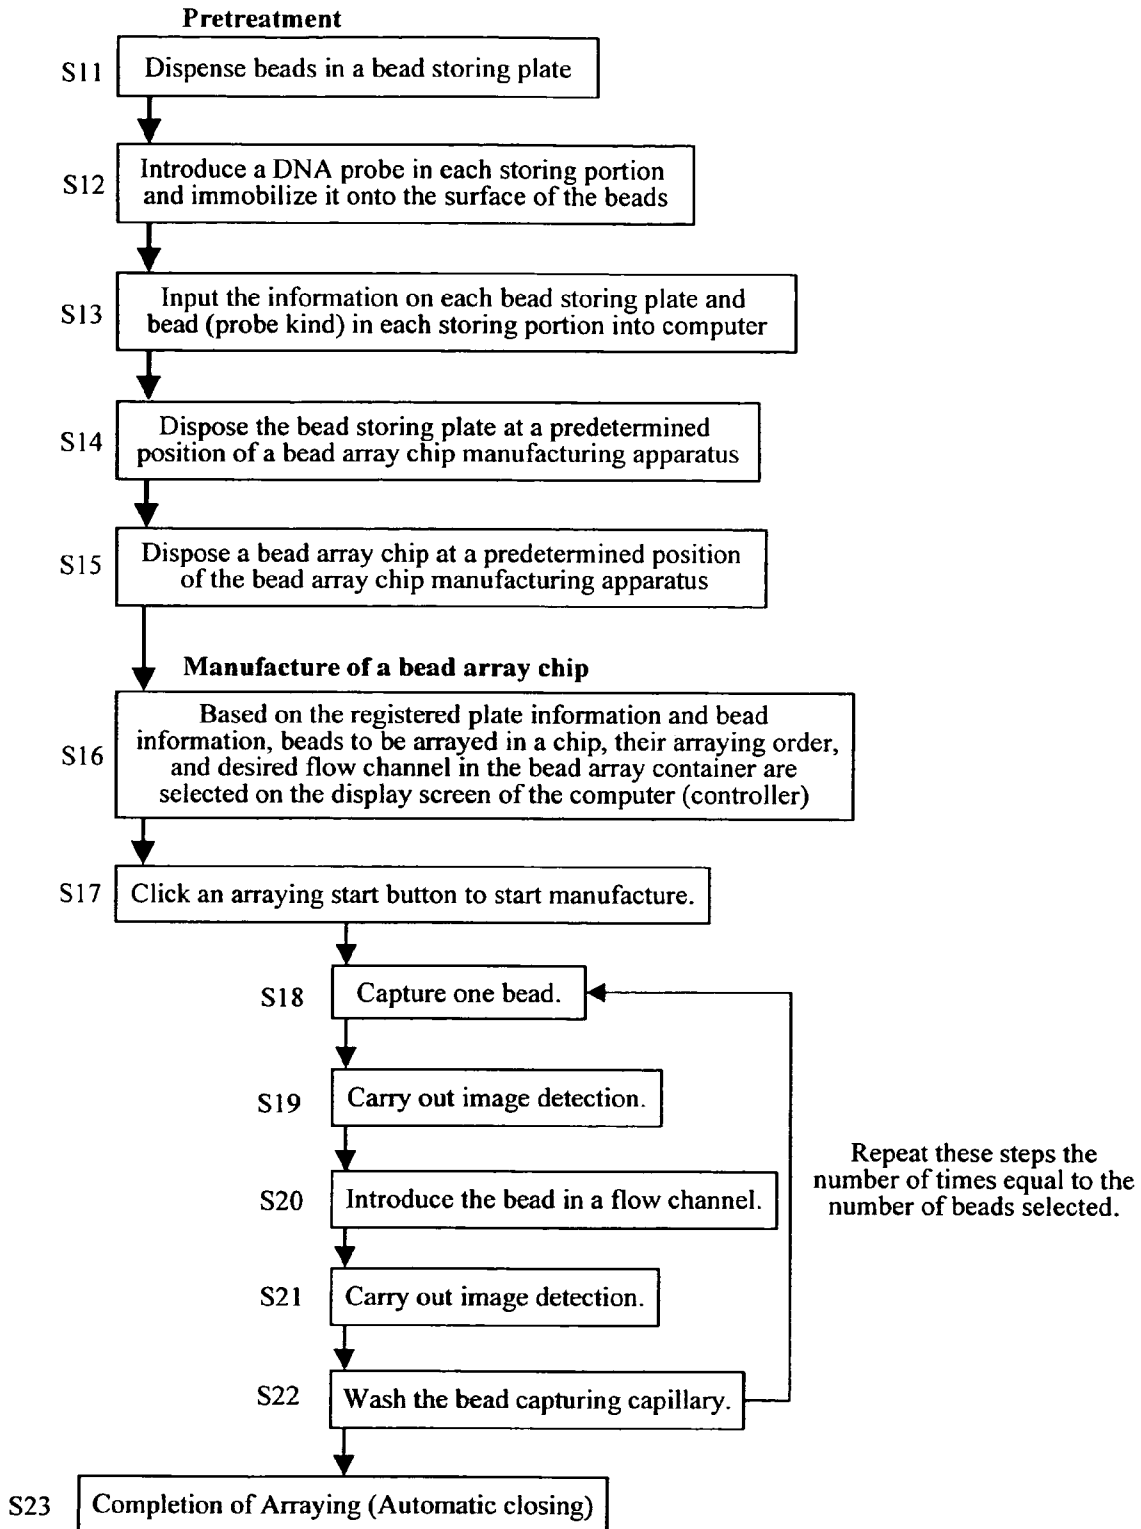 Pretreatment
S11
Dispense beads in a bead storing plate
S12
Introduce a DNA probe in each storing portion
and immobilize it onto the surface of the beads
S13
Input the information on each bead storing plate and
bead (probe kind) in each storing portion into computer
S14
Dispose the bead storing plate at a predetermined
position of a bead array chip manufacturing apparatus
S15
Dispose a bead array chip at a predetermined position
of the bead array chip manufacturing apparatus
Manufacture of a bead array chip
S16
Based on the registered plate information and bead
information, beads to be arrayed in a chip, their arraying order,
and desired flow channel in the bead array container are
selected on the display screen of the computer (controller)
S17
Click an arraying start button to start manufacture.
S18
Capture one bead.
S19
Carry out image detection.
S20
Introduce the bead in a flow channel.
S21
Carry out image detection.
S22
Wash the bead capturing capillary.
Repeat these steps the
number of times equal to the
number of beads selected.
S23
Completion of Arraying (Automatic closing)